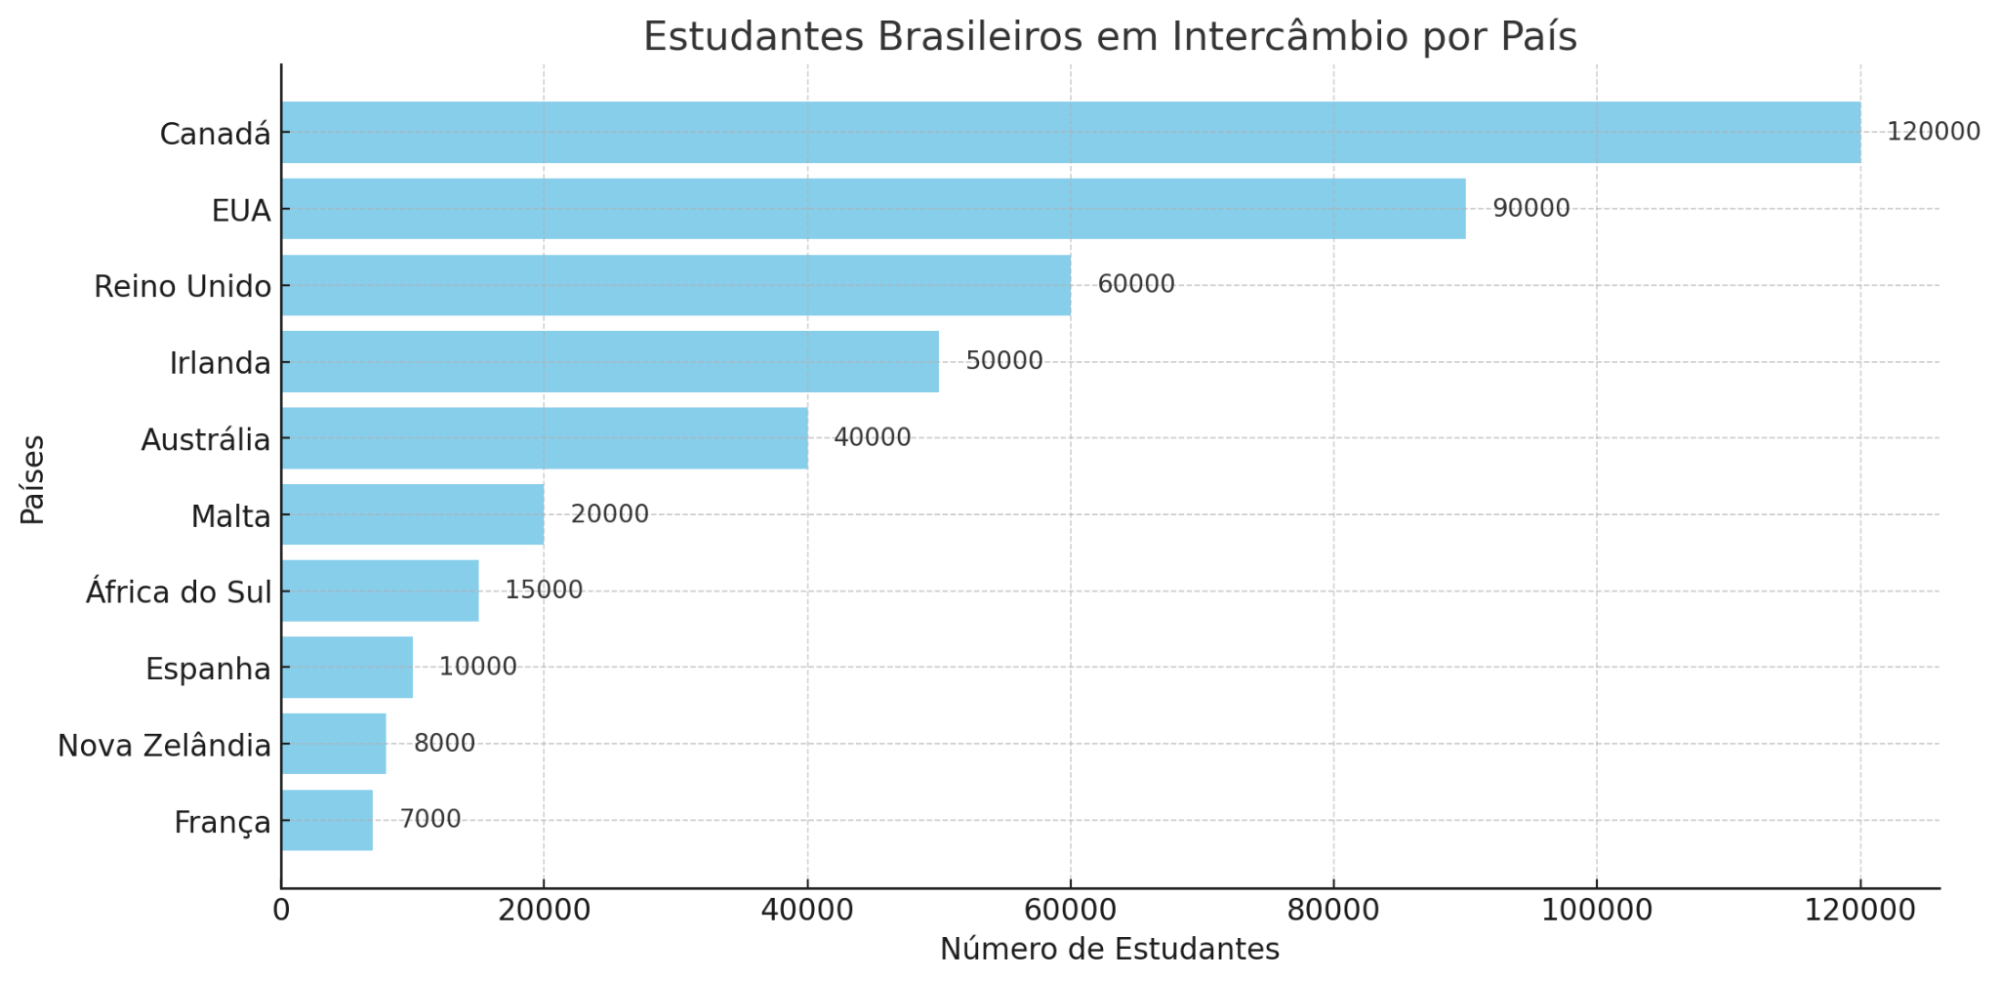 Estudantes Brasileiros em Intercâmbio por País
Países
Canadá 120000
EUA 90000
Reino Unido 60000
Irlanda 50000
Austrália 40000
Malta 20000
África do Sul 15000
Espanha 10000
Nova Zelândia 8000
França 7000
0 20000 40000 60000 80000 100000 120000
Número de Estudantes